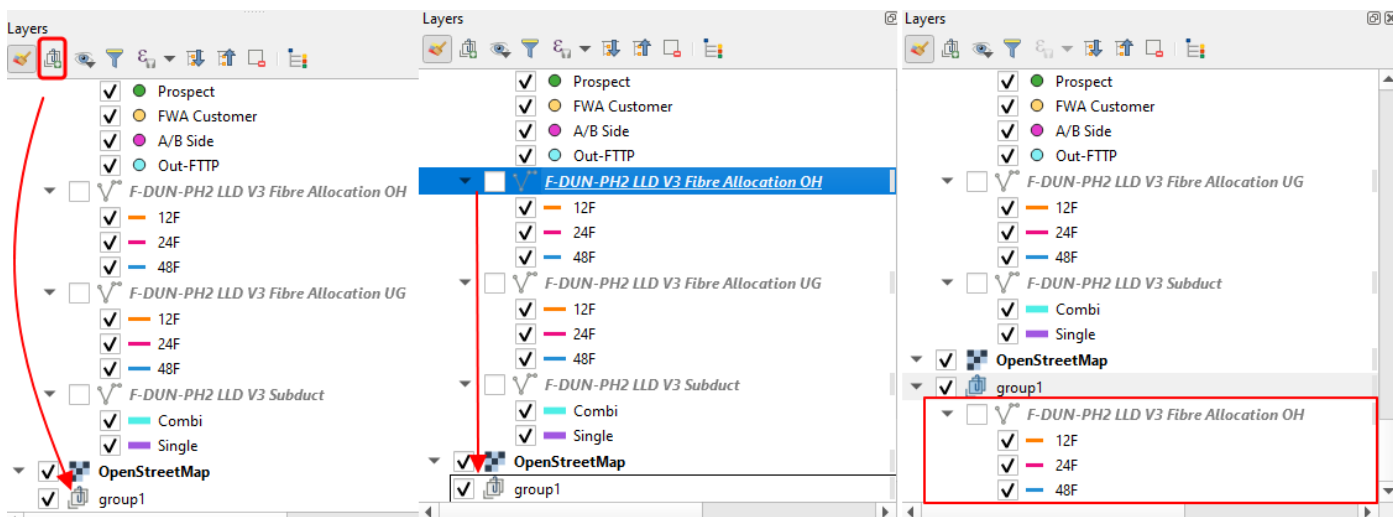 Layers
Prospect
FWA Customer
A/B Side
Out-FTTP
F-DUN-PH2 LLD V3 Fibre Allocation OH
12F
24F
48F
F-DUN-PH2 LLD V3 Fibre Allocation UG
12F
24F
48F
F-DUN-PH2 LLD V3 Subduct
Combi
Single
OpenStreetMap
group1
Layers
Prospect
FWA Customer
A/B Side
Out-FTTP
F-DUN-PH2 LLD V3 Fibre Allocation OH
12F
24F
48F
F-DUN-PH2 LLD V3 Fibre Allocation UG
12F
24F
48F
F-DUN-PH2 LLD V3 Subduct
Combi
Single
OpenStreetMap
group1
Layers
Prospect
FWA Customer
A/B Side
Out-FTTP
F-DUN-PH2 LLD V3 Fibre Allocation UG
12F
24F
48F
F-DUN-PH2 LLD V3 Subduct
Combi
Single
OpenStreetMap
group1
F-DUN-PH2 LLD V3 Fibre Allocation OH
12F
24F
48F